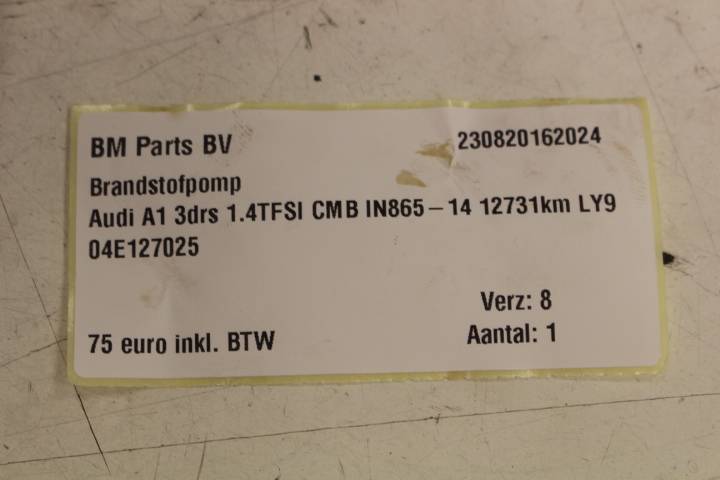 BM Parts BV 230820162024
Brandstofpomp
Audi A1 3drs 1.4TFSI CMB IN865-14 12731km LY9
04E127025
Verz: 8
75 euro inkl. BTW Aantal: 1